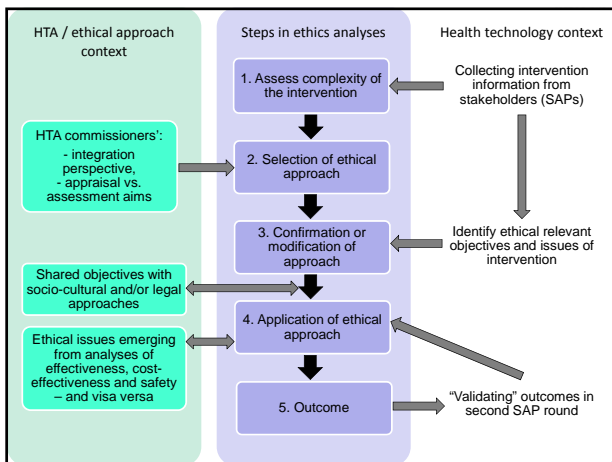 HTA / ethical approach
context
Steps in ethics analyses
Health technology context
1. Assess complexity of
the intervention
Collecting intervention
information from
stakeholders (SAPs)
HTA commissioners':
- integration
perspective,
- appraisal vs.
assessment aims
2. Selection of ethical
approach
3. Confirmation or
modification of
approach
Identify ethical relevant
objectives and issues of
intervention
Shared objectives with
socio-cultural and/or legal
approaches
4. Application of ethical
approach
Ethical issues emerging
from analyses of
effectiveness, cost-
effectiveness and safety
– and visa versa
5. Outcome
"Validating" outcomes in
second SAP round